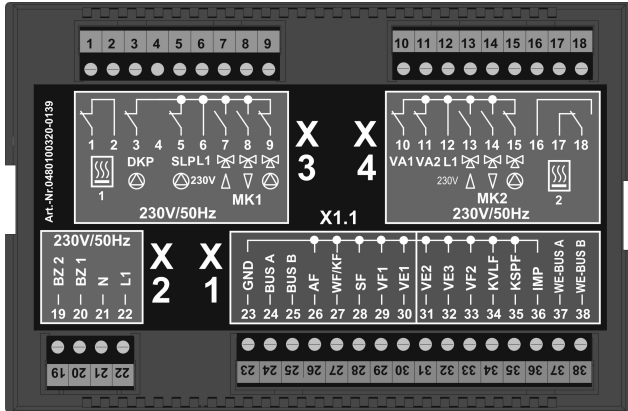 1 2 3 4 5 6 7 8 9
10 11 12 13 14 15 16 17 18
Art.-Nr.0480100320-0139
1 2 3 4 5 6 7 8 9
DKP SLP L1
230V
1
MK1
230V/50Hz
X
3
X
4
10 11 12 13 14 15 16 17 18
VA1 VA2 L1
230V
MK2
2
230V/50Hz
X1.1
230V/50Hz
BZ 2 BZ 1 N L1
19 20 21 22
X
2
X
1
GND BUS A BUS B AF WF/KF SF VF1 VE1 VE2 VE3 VF2 KVLF KSPF IMP WE-BUS A WE-BUS B
23 24 25 26 27 28 29 30 31 32 33 34 35 36 37 38
19 20 21 22
23 24 25 26 27 28 29 30 31 32 33 34 35 36 37 38